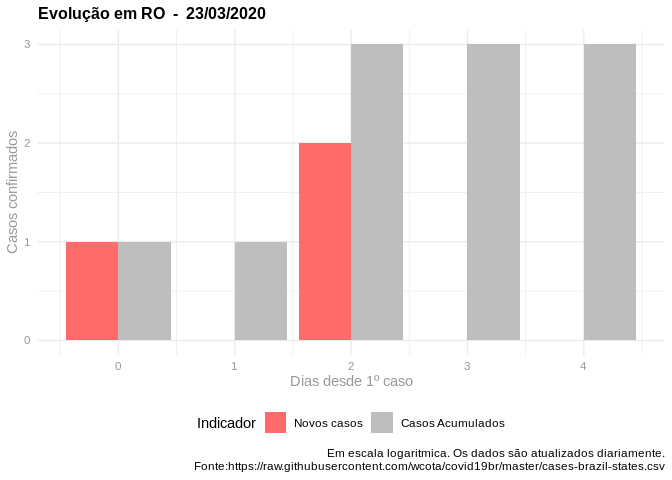 Evolução em RO  -  23/03/2020
Casos confirmados
3
2
1
0
0 1 2 3 4
Dias desde 1º caso
Indicador Novos casos Casos Acumulados
Em escala logaritmica. Os dados são atualizados diariamente.
Fonte:https://raw.githubusercontent.com/wcota/covid19br/master/cases-brazil-states.csv